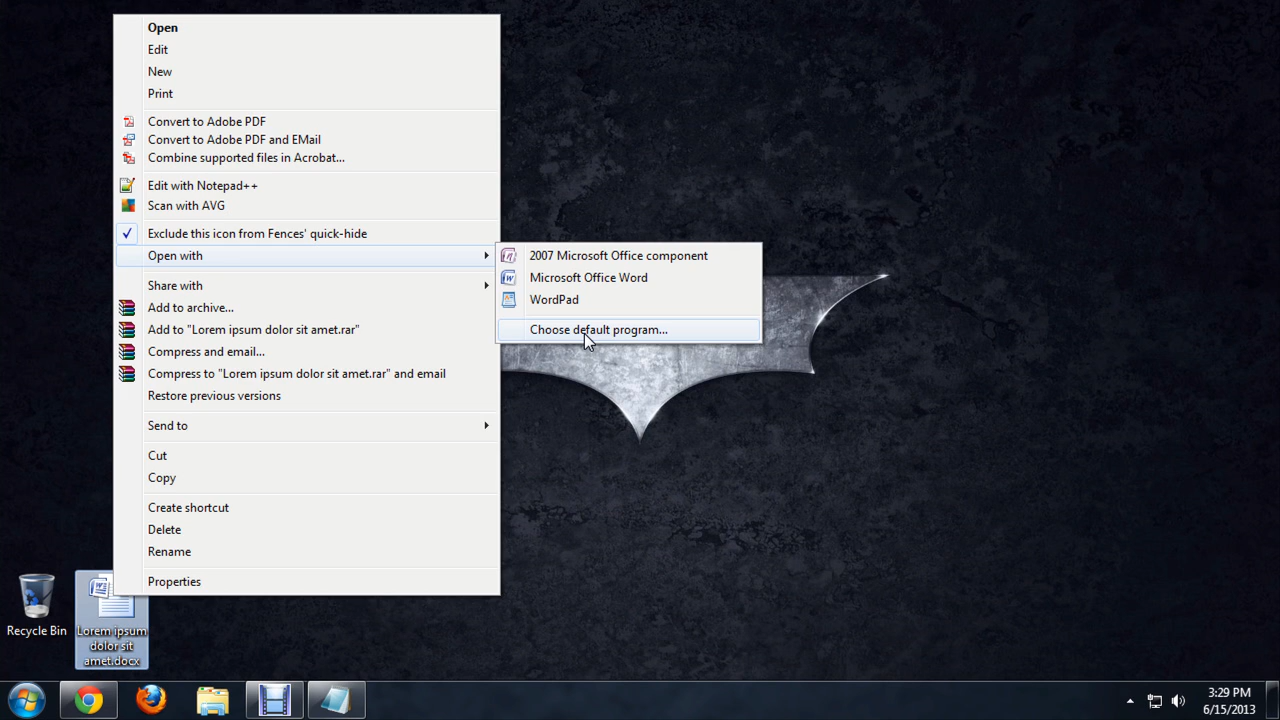 Open
Edit
New
Print
Convert to Adobe PDF
Convert to Adobe PDF and EMail
Combine supported files in Acrobat...
Edit with Notepad++
Scan with AVG
Exclude this icon from Fences' quick-hide
Open with
Share with
Add to archive...
Add to "Lorem ipsum dolor sit amet.rar"
Compress and email...
Compress to "Lorem ipsum dolor sit amet.rar" and email
Restore previous versions
Send to
Cut
Copy
Create shortcut
Delete
Rename
Properties
2007 Microsoft Office component
Microsoft Office Word
WordPad
Choose default program...
Recycle Bin
Lorem ipsum
dolor sit
amet.docx
3:29 PM
6/15/2013